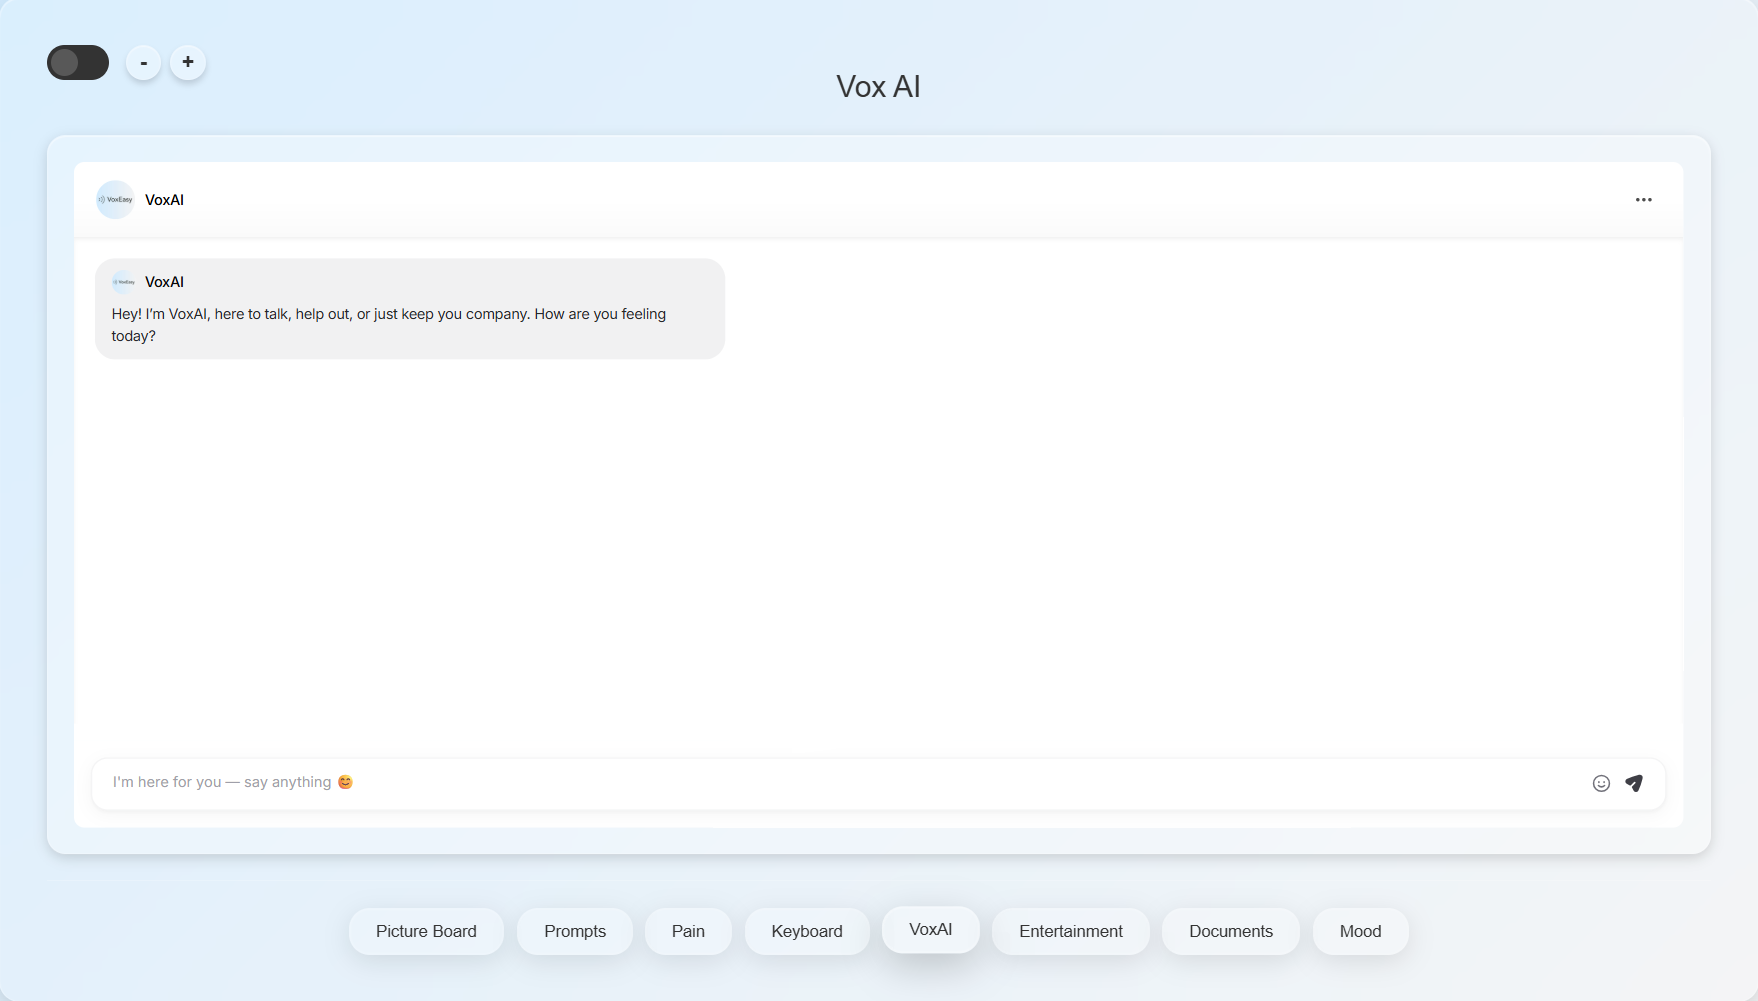 - +
Vox AI
VoxEasy VoxAI
VoxEasy VoxAI
Hey! I’m VoxAI, here to talk, help out, or just keep you company. How are you feeling
today?
I'm here for you — say anything 😊
Picture Board Prompts Pain Keyboard VoxAI Entertainment Documents Mood